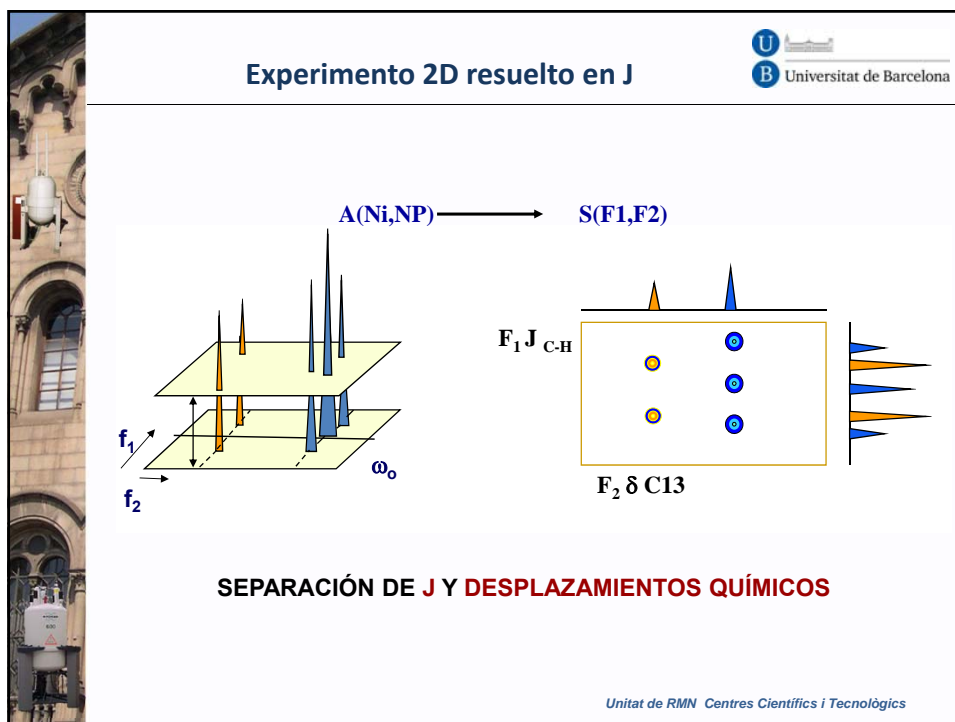 Experimento 2D resuelto en J
U
B Universitat de Barcelona
A(Ni,NP) S(F1,F2)
F1 J C-H
f1
f2
ωo
F2 δ C13
SEPARACIÓN DE J Y DESPLAZAMIENTOS QUÍMICOS
Unitat de RMN Centres Científics i Tecnològics